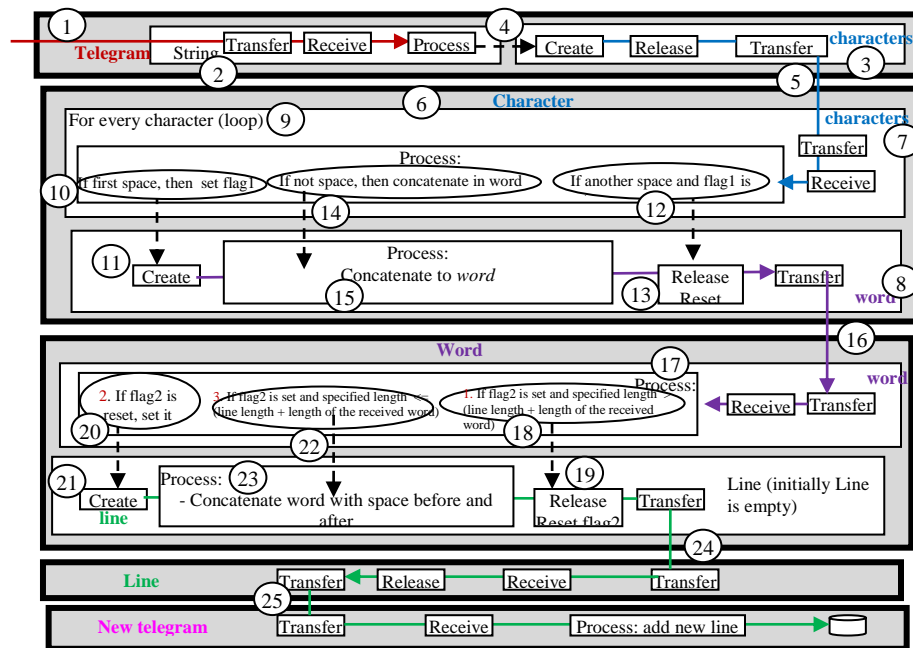 1
4
Telegram
String
Transfer
Receive
Process
Create
Release
Transfer
characters
2
5
3
6
Character
For every character (loop)
9
characters
7
Transfer
Process:
Receive
10
If first space, then set flag1
If not space, then concatenate in word
If another space and flag1 is
14
12
11
Create
Process:
Concatenate to word
15
13
Release
Reset
Transfer
8
word
16
Word
17
word
Process:
2. If flag2 is
reset, set it
3. If flag2 is set and specified length <=
(line length + length of the received word)
1. If flag2 is set and specified length >
(line length + length of the received
word)
Receive
Transfer
20
22
18
21
Create
line
Process:
23
- Concatenate word with space before and
after
19
Release
Reset flag2
Transfer
Line (initially Line
is empty)
24
Line
Transfer
Release
Receive
Transfer
25
New telegram
Transfer
Receive
Process: add new line